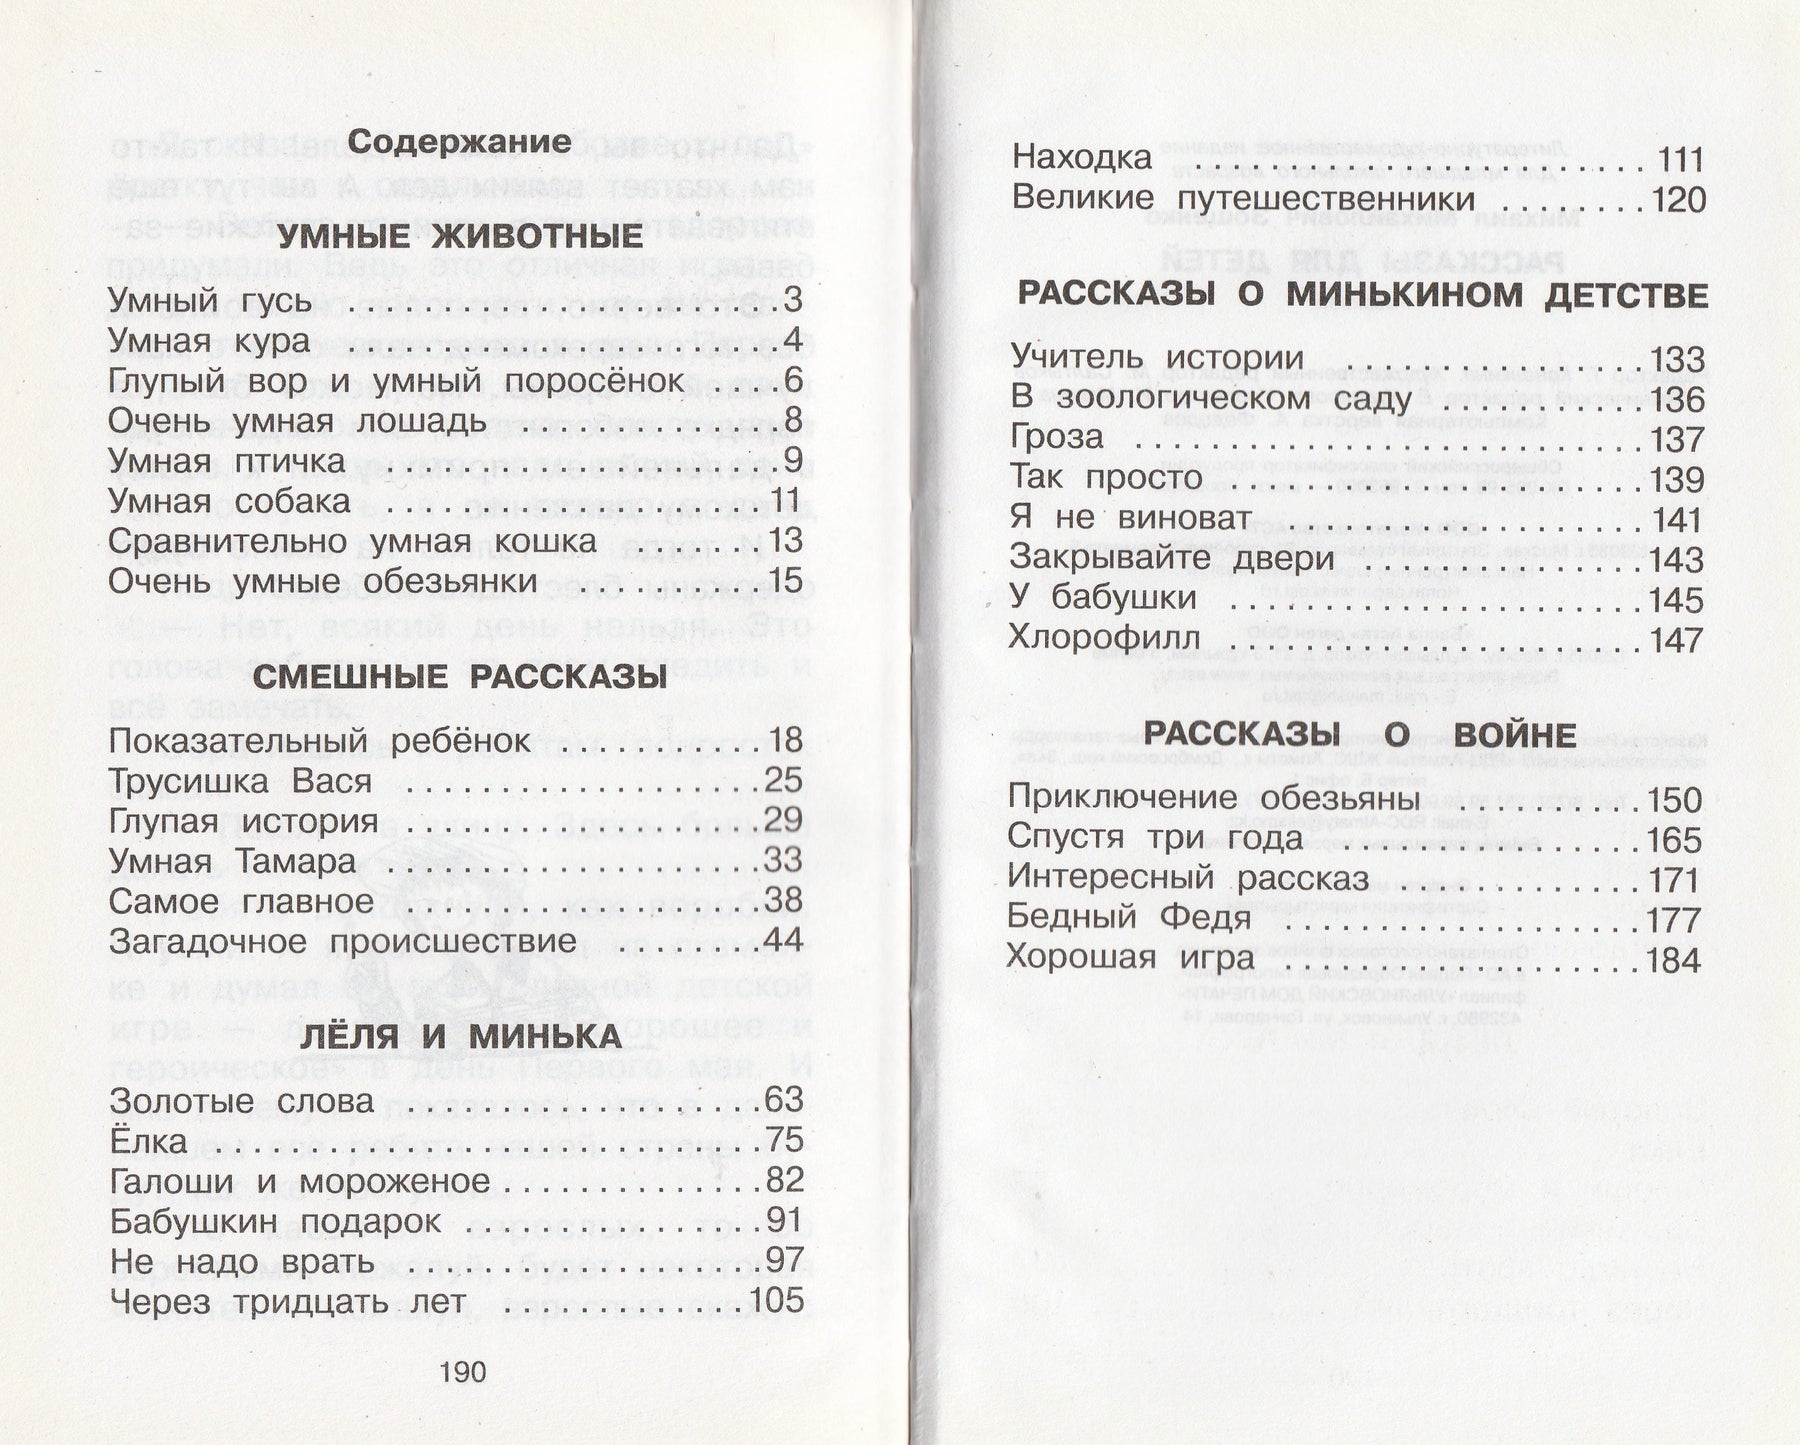 Содержание
УМНЫЕ ЖИВОТНЫЕ
Умный гусь . . . . . . . . . . . . . . . . . . . . 3
Умная кура . . . . . . . . . . . . . . . . . . . . 4
Глупый вор и умный поросёнок . . . . 6
Очень умная лошадь . . . . . . . . . . . . . 8
Умная птичка . . . . . . . . . . . . . . . . . . 9
Умная собака . . . . . . . . . . . . . . . . . 11
Сравнительно умная кошка . . . . . . . 13
Очень умные обезьянки . . . . . . . . . 15
СМЕШНЫЕ РАССКАЗЫ
Показательный ребёнок . . . . . . . . . . 18
Трусишка Вася . . . . . . . . . . . . . . . . . 25
Глупая история . . . . . . . . . . . . . . . . . 29
Умная Тамара . . . . . . . . . . . . . . . . . . 33
Самое главное . . . . . . . . . . . . . . . . . 38
Загадочное происшествие . . . . . . . . 44
ЛЁЛЯ И МИНЬКА
Золотые слова . . . . . . . . . . . . . . . . . 63
Ёлка . . . . . . . . . . . . . . . . . . . . . . . . . 75
Галоши и мороженое . . . . . . . . . . . . 82
Бабушкин подарок . . . . . . . . . . . . . . 91
Не надо врать . . . . . . . . . . . . . . . . . 97
Через тридцать лет . . . . . . . . . . . . 105
190
Находка . . . . . . . . . . . . . . . . . . . . . 111
Великие путешественники . . . . . . . . 120
РАССКАЗЫ О МИНЬКИНОМ ДЕТСТВЕ
Учитель истории . . . . . . . . . . . . . . . 133
В зоологическом саду . . . . . . . . . . 136
Гроза . . . . . . . . . . . . . . . . . . . . . . . . 137
Так просто . . . . . . . . . . . . . . . . . . . . 139
Я не виноват . . . . . . . . . . . . . . . . . . 141
Закрывайте двери . . . . . . . . . . . . . . 143
У бабушки . . . . . . . . . . . . . . . . . . . . 145
Хлорофилл . . . . . . . . . . . . . . . . . . . . 147
РАССКАЗЫ О ВОЙНЕ
Приключение обезьяны . . . . . . . . . . 150
Спустя три года . . . . . . . . . . . . . . . 165
Интересный рассказ . . . . . . . . . . . . 171
Бедный Федя . . . . . . . . . . . . . . . . . . 177
Хорошая игра . . . . . . . . . . . . . . . . . 184